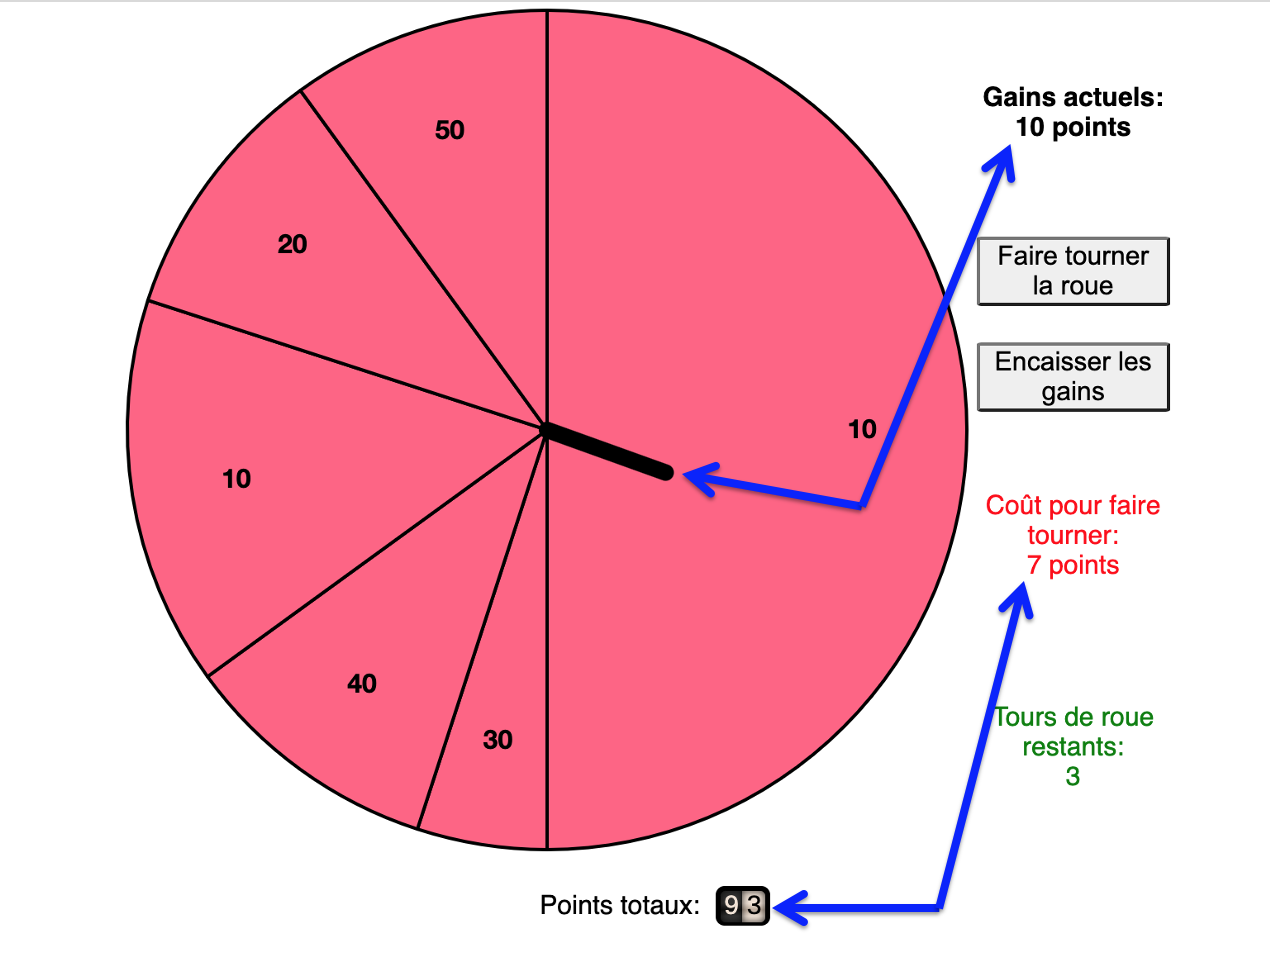 50
Gains actuels:
10 points
20
Faire tourner
la roue
Encaisser les
gains
10
10
Coût pour faire
tourner:
7 points
40
30
Tours de roue
restants:
3
Points totaux: 93